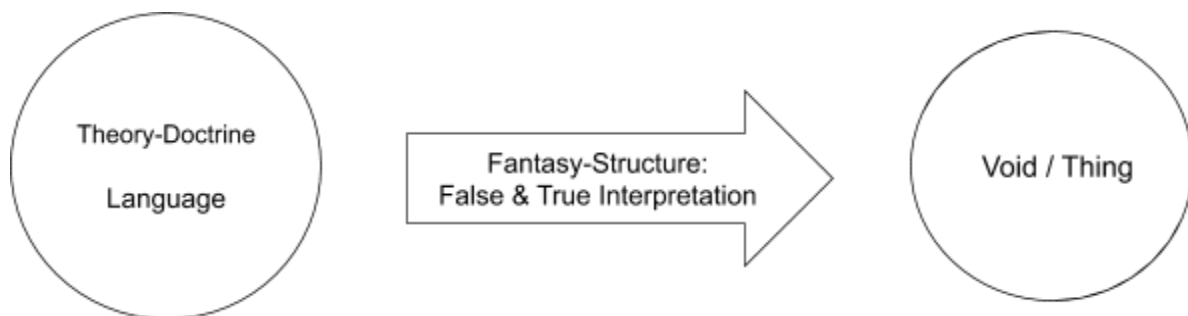 Theory-Doctrine
Language
Fantasy-Structure:
False & True Interpretation
Void / Thing